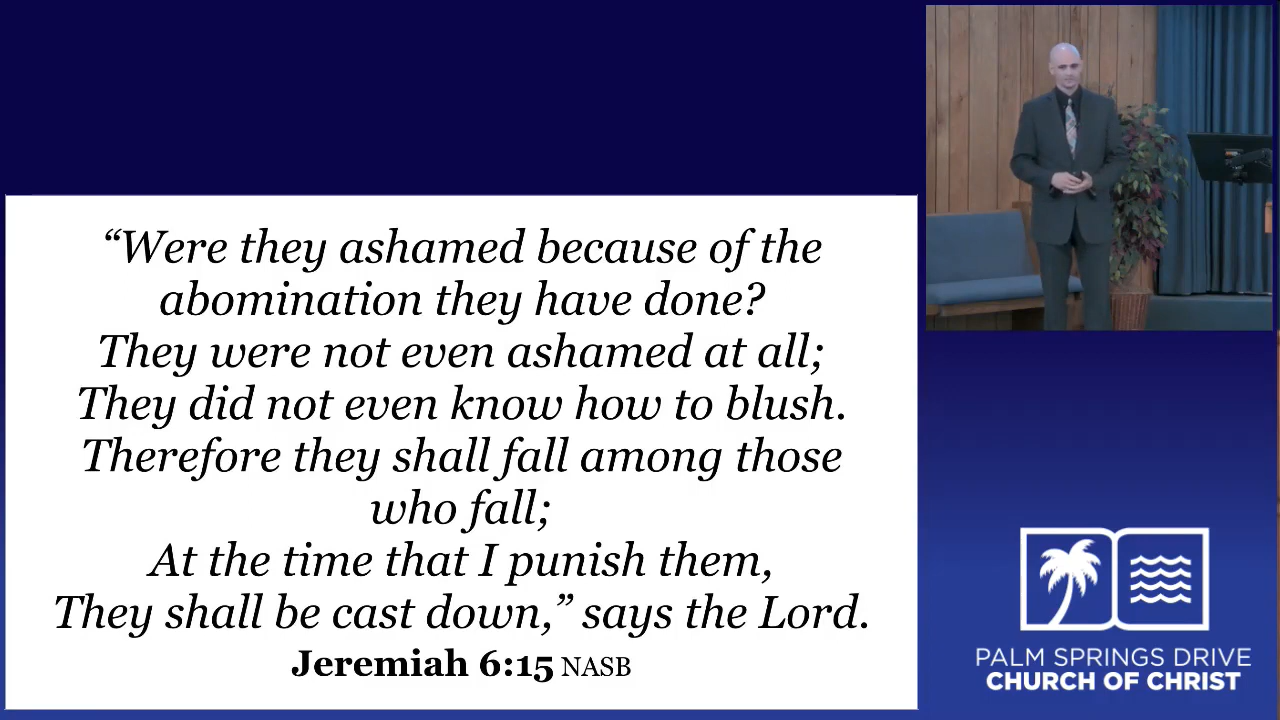 “Were they ashamed because of the
abomination they have done?
They were not even ashamed at all;
They did not even know how to blush.
Therefore they shall fall among those
who fall;
At the time that I punish them,
They shall be cast down,” says the Lord.
Jeremiah 6:15 NASB
PALM SPRINGS DRIVE
CHURCH OF CHRIST